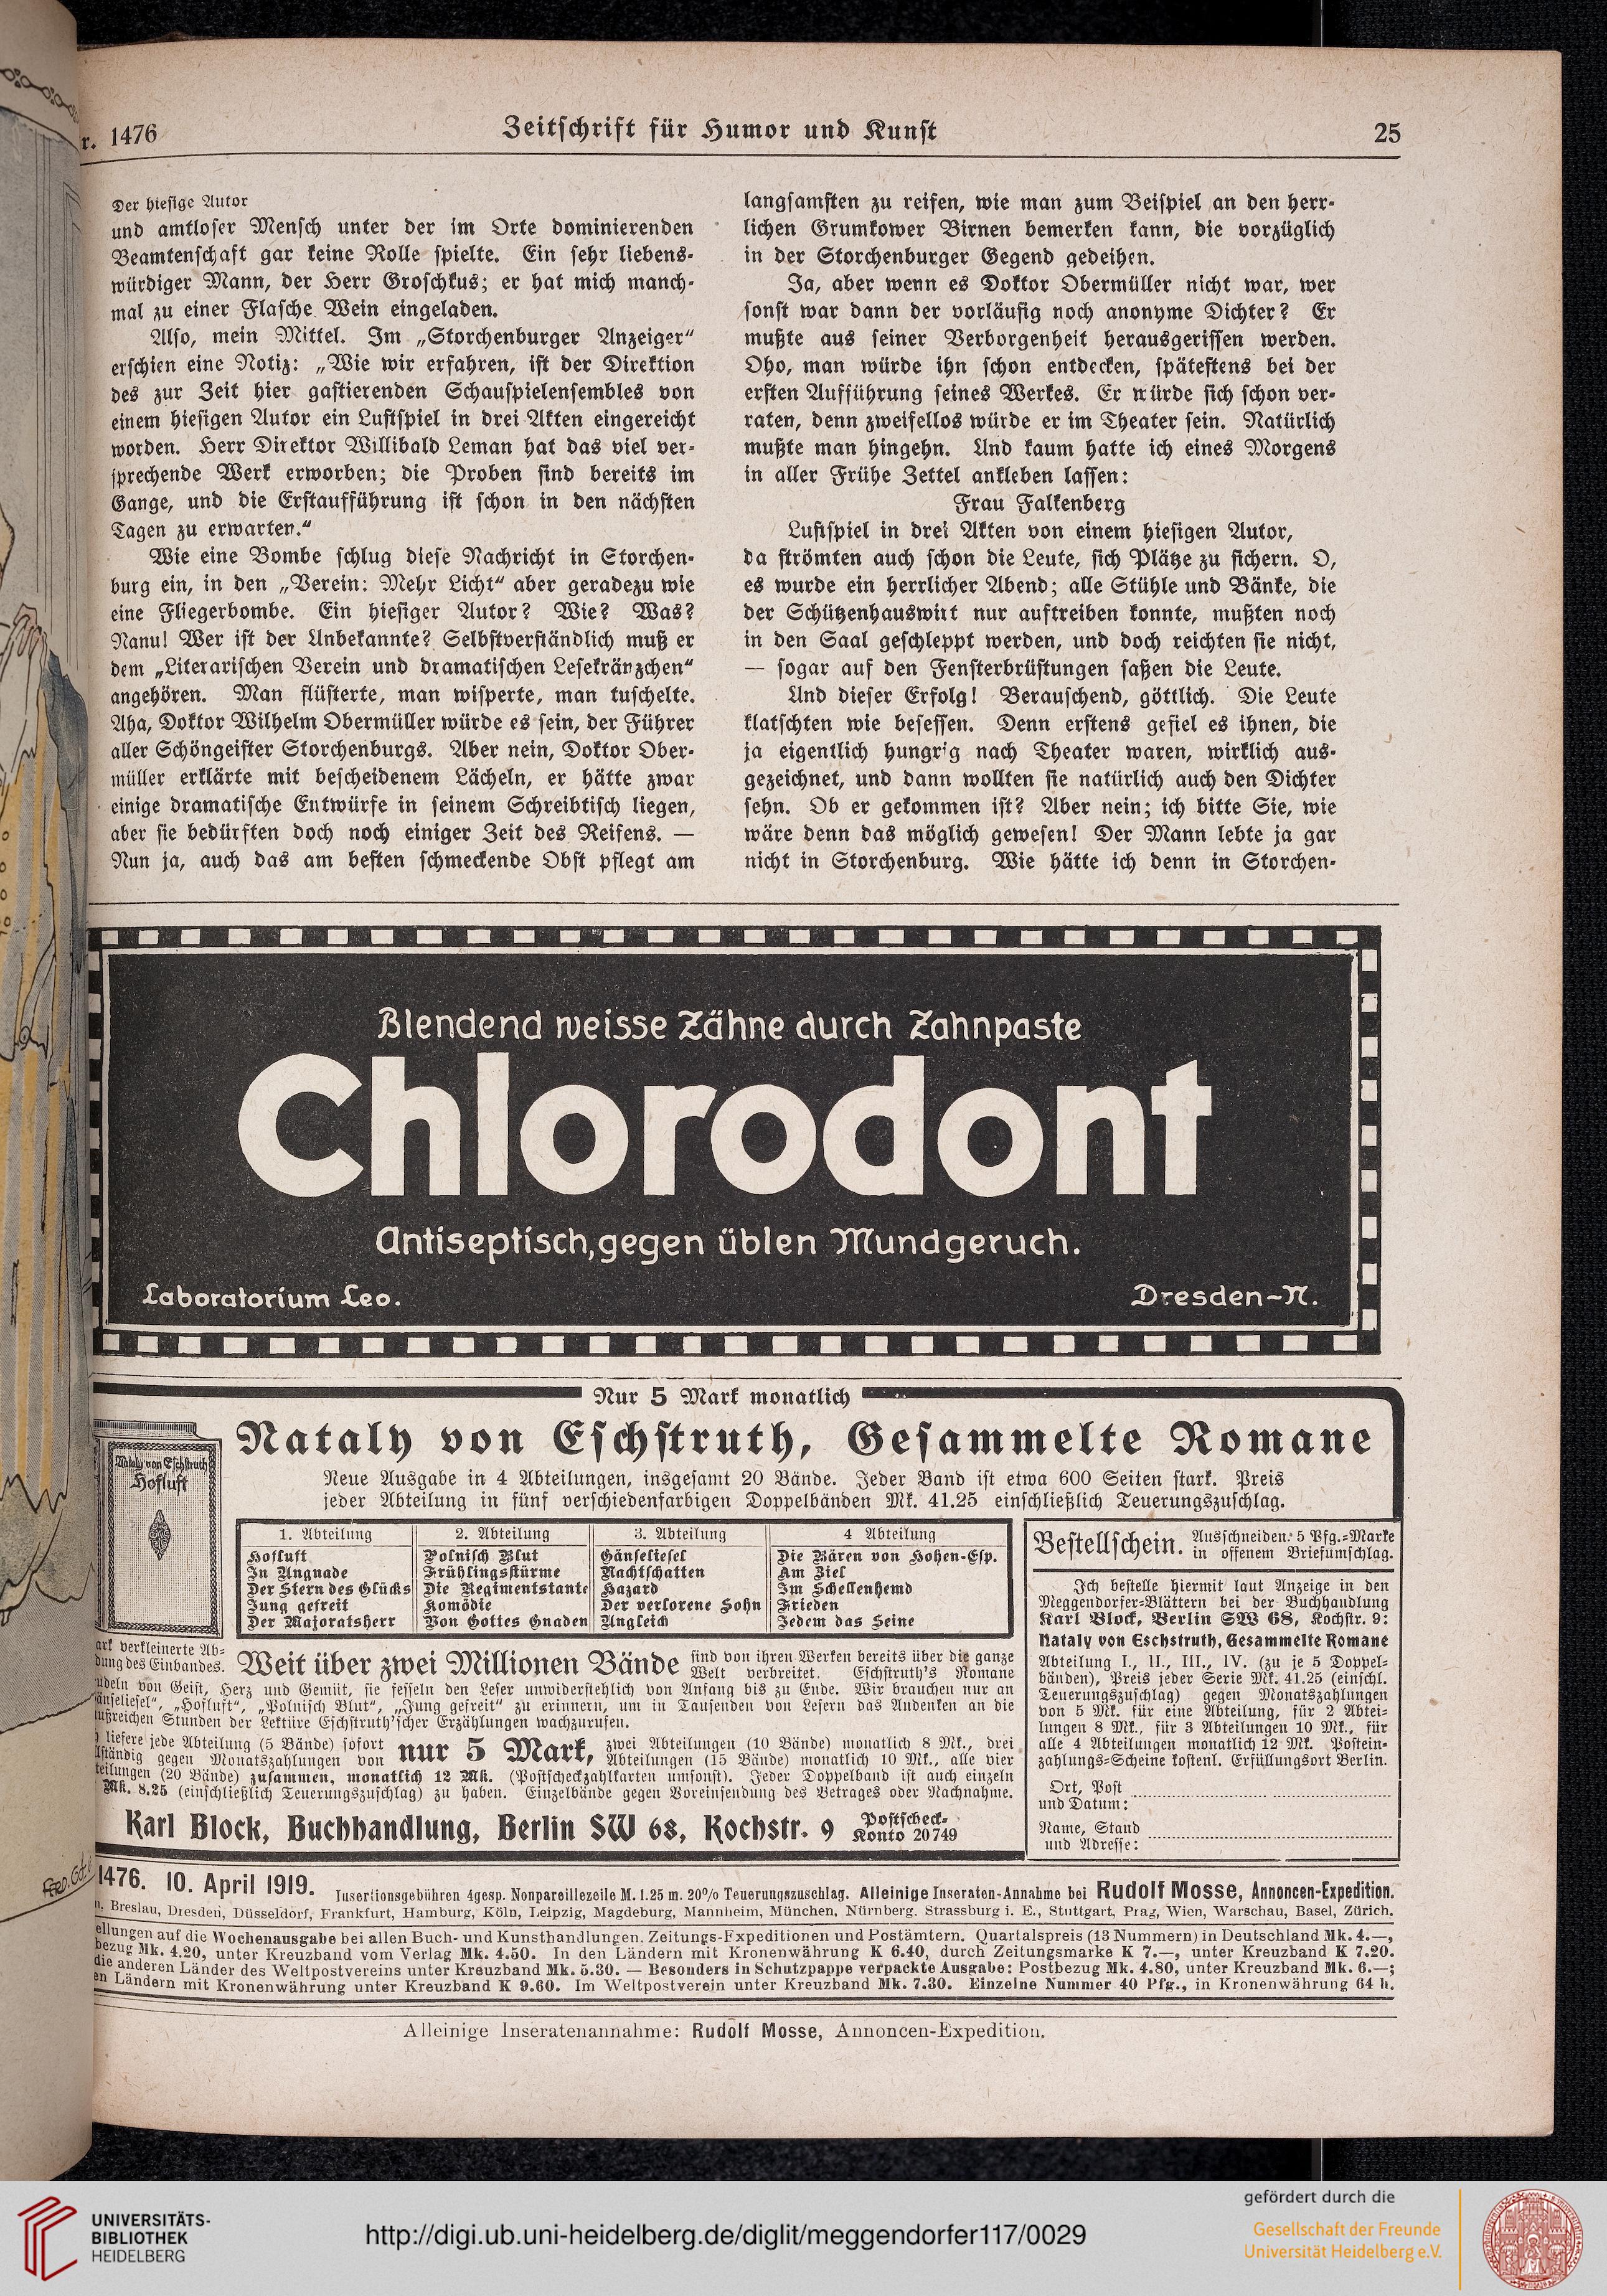 r. 1476 Zeitschrift für Humor und Kunst 25
Der hiesige Autor
und amtloser Mensch unter der im Orte dominierenden
Beamtenschaft gar keine Rolle spielte. Ein sehr liebens-
würdiger Mann, der Herr Groschkus; er hat mich manch-
mal zu einer Flasche Wein eingeladen.
Also, mein Mittel. Im „Storchenburger Anzeiger“
erschien eine Notiz: „Wie wir erfahren, ist der Direktion
des zur Zeit hier gastierenden Schauspielensembles von
einem hiesigen Autor ein Lustspiel in drei Akten eingereicht
worden. Herr Direktor Willibald Leman hat das viel ver-
sprechende Werk erworben; die Proben sind bereits im
Gange, und die Erstaufführung ist schon in den nächsten
Tagen zu erwarten.“
Wie eine Bombe schlug diese Nachricht in Storchen-
burg ein, in den „Verein: Mehr Licht“ aber geradezu wie
eine Fliegerbombe. Ein hiesiger Autor? Wie? Was?
Nanu! Wer ist der Unbekannte? Selbstverständlich muß er
dem „Literarischen Verein und dramatischen Lesekränzchen“
angehören. Man flüsterte, man wisperte, man tuschelte.
Aha, Doktor Wilhelm Obermüller würde es sein, der Führer
aller Schöngeister Storchenburgs. Aber nein, Doktor Ober-
müller erklärte mit bescheidenem Lächeln, er hätte zwar
einige dramatische Entwürfe in seinem Schreibtisch liegen,
aber sie bedürften doch noch einiger Zeit des Reifens. —
Nun ja, auch das am besten schmeckende Obst pflegt am
langsamsten zu reifen, wie man zum Beispiel an den herr-
lichen Grumkower Birnen bemerken kann, die vorzüglich
in der Storchenburger Gegend gedeihen.
Ja, aber wenn es Doktor Obermüller nicht war, wer
sonst war dann der vorläufig noch anonyme Dichter? Er
mußte aus seiner Verborgenheit herausgerissen werden.
Oho, man würde ihn schon entdecken, spätestens bei der
ersten Aufführung seines Werkes. Er würde sich schon ver-
raten, denn zweifellos würde er im Theater sein. Natürlich
mußte man hingehn. Und kaum hatte ich eines Morgens
in aller Frühe Zettel ankleben lassen:
Frau Falkenberg
Lustspiel in drei Akten von einem hiesigen Autor,
da strömten auch schon die Leute, sich Plätze zu sichern. O,
es wurde ein herrlicher Abend; alle Stühle und Bänke, die
der Schützenhauswirt nur auftreiben konnte, mußten noch
in den Saal geschleppt werden, und doch reichten sie nicht,
— sogar auf den Fensterbrüstungen saßen die Leute.
Und dieser Erfolg! Berauschend, göttlich. Die Leute
klatschten wie besessen. Denn erstens gefiel es ihnen, die
ja eigentlich hungrig nach Theater waren, wirklich aus-
gezeichnet, und dann wollten sie natürlich auch den Dichter
sehn. Ob er gekommen ist? Aber nein; ich bitte Sie, wie
wäre denn das möglich gewesen! Der Mann lebte ja gar
nicht in Storchenburg. Wie hätte ich denn in Storchen-
Blendend weisse Zähne durch Zahnpaste
Chlorodont
Antiseptisch, gegen üblen Mundgeruch.
Laboratorium Leo. Dresden-N.
Nur 5 Mark monatlich
Nataly von Eschstruth, Gesammelte Romane
Nataly von Eschstruth
Hofluft
Neue Ausgabe in 4 Abteilungen, insgesamt 20 Bände. Jeder Band ist etwa 600 Seiten stark. Preis
jeder Abteilung in fünf verschiedenfarbigen Doppelbänden Mk. 41.25 einschließlich Teuerungszuschlag.
1. Abteilung
Hofluft
In Ungnade
Der Stern des Glücks
Jung gefreit
Der Majoratsherr
2. Abteilung
Polnisch Blut
Frühlingsstürme
Die Regimentstante
Komödie
Von Gottes Gnaden
3. Abteilung
Gänseliesel
Nachtschatten
Hazard
Der verlorene Sohn
Ungleich
4 Abteilung
Die Bären von Hohen-Esp.
Am Ziel
Im Schellenhemd
Frieden
Jedem das Seine
ark verkleinerte Ab-
dung des Einbandes.
Weit über zwei Millionen Bände sind von ihren Werken bereits über die ganze
Welt verbreitet. Eschstruth's Romane
udeln von Geist, Herz und Gemüt, sie fesseln den Leser unwiderstehlich von Anfang bis zu Ende. Wir brauchen nur an
änseliesel“, „Hofluft“, „Polnisch Blut“, „Jung gefreit“ zu erinnern, um in Tausenden von Lesern das Andenken an die
ußreichen Stunden der Lektüre Eschstruth'scher Erzählungen wachzurufen.
liefere jede Abteilung (5 Bände) sofort
lständig gegen Monatszahlungen von nur 5 Mark, zwei Abteilungen (10 Bände) monatlich 8 Mk., drei
Abteilungen (15 Bände) monatlich 10 Mk., alle vier
teilungen (20 Bände) zusammen, monatlich 12 Mk. (Postscheckzahlkarten umsonst). Jeder Doppelband ist auch einzeln
Mk. 8.25 (einschließlich Teuerungszuschlag) zu haben. Einzelbände gegen Voreinsendung des Betrages oder Nachnahme.
Karl Block, Buchhandlung, Berlin SW 68, Kochstr. 9 Postscheck-
Konto 20749
Bestellschein. Ausschneiden. 5 Pfg.-Marke
in offenem Briefumschlag.
Ich bestelle hiermit laut Anzeige in den
Meggendorfer-Blättern bei der Buchhandlung
Karl Block, Berlin SW 68, Kochstr. 9:
Nataly von Eschstruth, Gesammelte Romane
Abteilung I., II., III., IV. (zu je 5 Doppel-
bänden), Preis jeder Serie Mk. 41.25 (einschl.
Teuerungszuschlag) gegen Monatszahlungen
von 5 Mk. für eine Abteilung, für 2 Abtei-
lungen 8 Mk., für 3 Abteilungen 10 Mk., für
alle 4 Abteilungen monatlich 12 Mk. Postein-
zahlungs-Scheine kostenl. Erfüllungsort Berlin.
Ort, Post
und Datum:
Name, Stand
und Adresse:
1476. 10. April 1919. Insertionsgebühren 4gesp. Nonpareillezeile M. 1.25 m. 20% Teuerungszuschlag. Alleinige Inseraten-Annahme bei Rudolf Mosse, Annoncen-Expedition.
n, Breslau, Dresden, Düsseldorf, Frankfurt, Hamburg, Köln, Leipzig, Magdeburg, Mannheim, München, Nürnberg. Strassburg i. E., Stuttgart, Prag, Wien, Warschau, Basel, Zürich.
ellungen auf die Wochenausgabe bei allen Buch- und Kunsthandlungen, Zeitungs-Expeditionen und Postämtern. Quartalspreis (13 Nummern) in Deutschland Mk. 4.—,
bezug Mk. 4.20, unter Kreuzband vom Verlag Mk. 4.50. In den Ländern mit Kronenwährung K 6.40, durch Zeitungsmarke K 7.—, unter Kreuzband K 7.20.
die anderen Länder des Weltpostvereins unter Kreuzband Mk. 5.30. — Besonders in Schutzpappe verpackte Ausgabe: Postbezug Mk. 4.80, unter Kreuzband Mk. 6.—;
en Ländern mit Kronenwährung unter Kreuzband K 9.60. Im Weltpostverein unter Kreuzband Mk. 7.30. Einzelne Nummer 40 Pfg., in Kronenwährung 64 h.
Alleinige Inseratenannahme: Rudolf Mosse, Annoncen-Expedition.
UNIVERSITÄTS-
BIBLIOTHEK
HEIDELBERG
http://digi.ub.uni-heidelberg.de/diglit/meggendorfer117/0029
gefördert durch die
Gesellschaft der Freunde
Universität Heidelberg e.V.